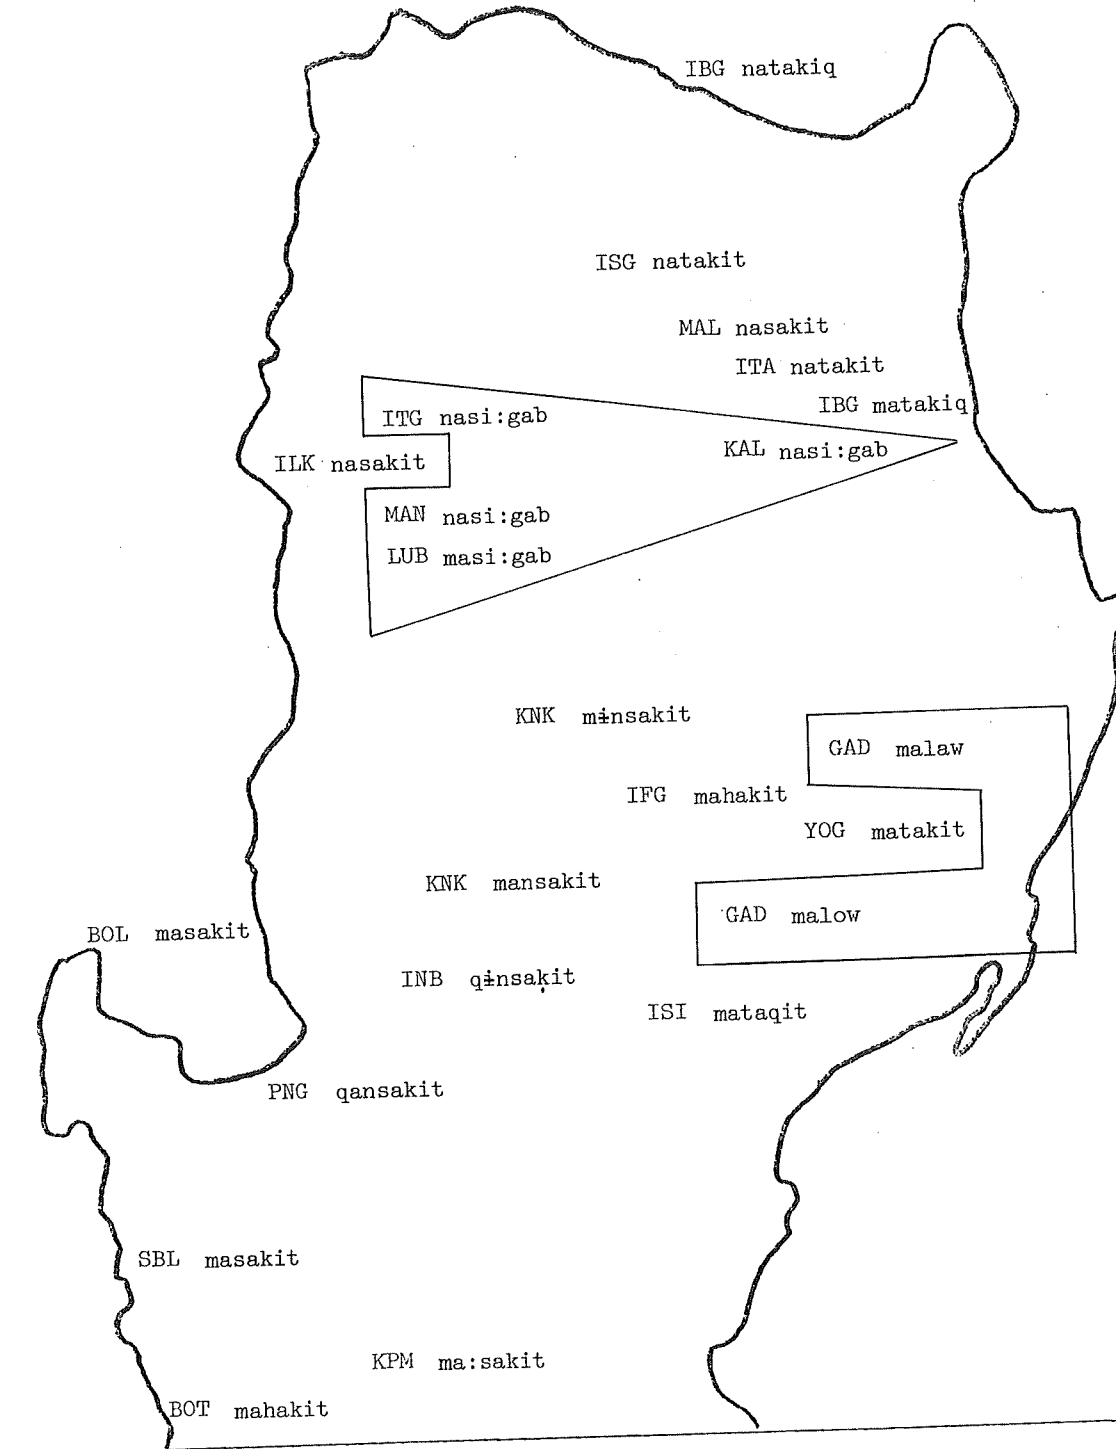 IBG natakiq
ISG natakit
MAL nasakit
ITA natakit
IBG matakiq
ITG nasi:gab
KAL nasi:gab
ILK nasakit
MAN nasi:gab
LUB masi:gab
KNK mɨnsakit
GAD malaw
IFG mahakit
YOG matakit
KNK mansakit
GAD malow
BOL masakit
INB qɨnsaḳit
ISI mataqit
PNG qansakit
SBL masakit
KPM ma:sakit
BOT mahakit